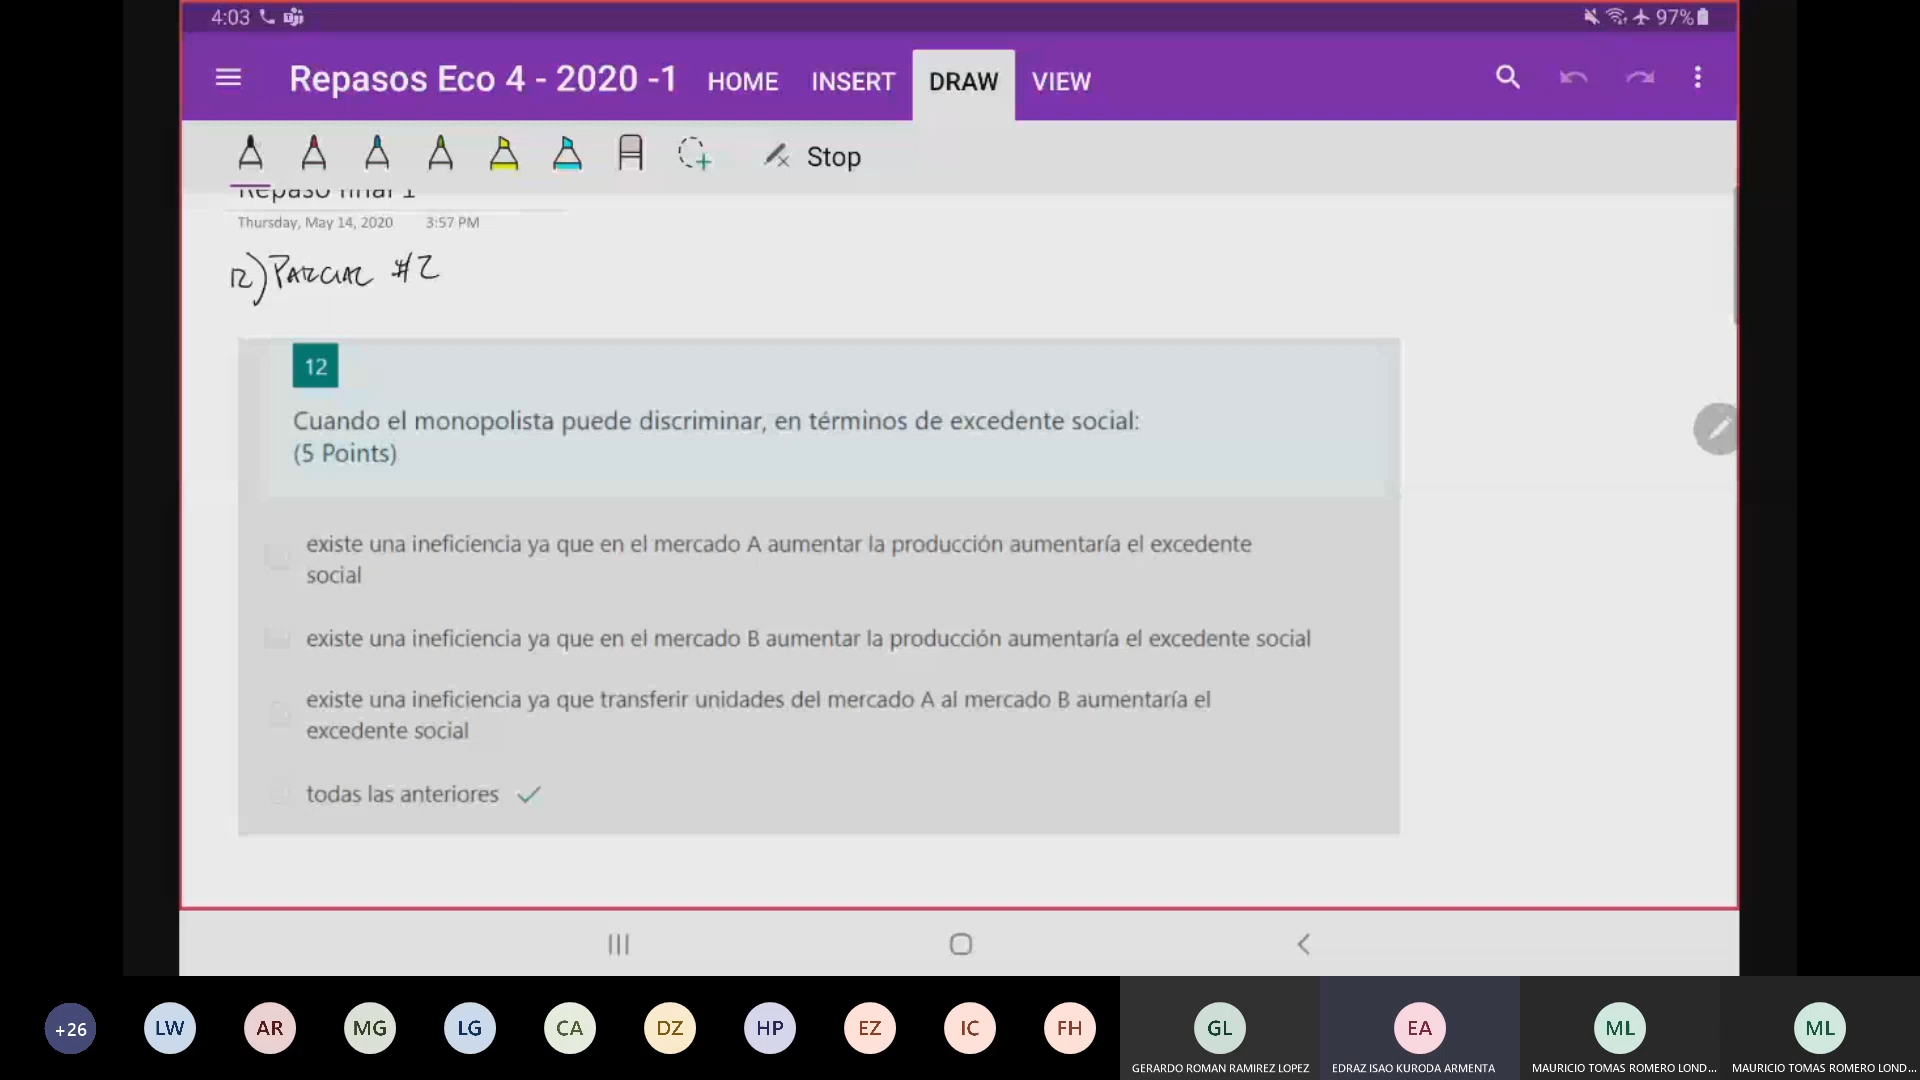 4:03
97%
Repasos Eco 4 - 2020 -1 HOME INSERT DRAW VIEW
Stop
Repaso final 1
Thursday, May 14, 2020 3:57 PM
12) PARCIAL #2
12
Cuando el monopolista puede discriminar, en términos de excedente social:
(5 Points)
existe una ineficiencia ya que en el mercado A aumentar la producción aumentaría el excedente
social
existe una ineficiencia ya que en el mercado B aumentar la producción aumentaría el excedente social
existe una ineficiencia ya que transferir unidades del mercado A al mercado B aumentaría el
excedente social
todas las anteriores
+26 LW AR MG LG CA DZ HP EZ IC FH GL EA ML ML
GERARDO ROMAN RAMIREZ LOPEZ EDRAZ ISAO KURODA ARMENTA MAURICIO TOMAS ROMERO LOND... MAURICIO TOMAS ROMERO LOND...